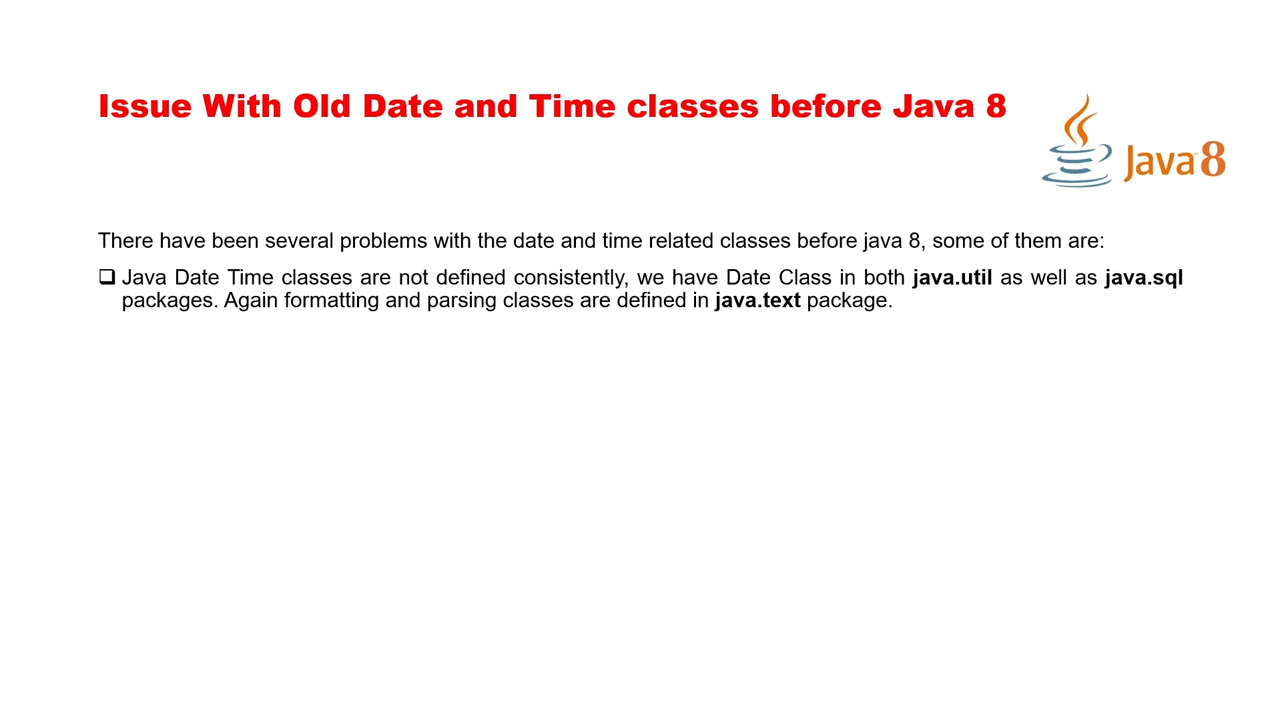 Issue With Old Date and Time classes before Java 8
Java 8
There have been several problems with the date and time related classes before java 8, some of them are:
Java Date Time classes are not defined consistently, we have Date Class in both java.util as well as java.sql
packages. Again formatting and parsing classes are defined in java.text package.